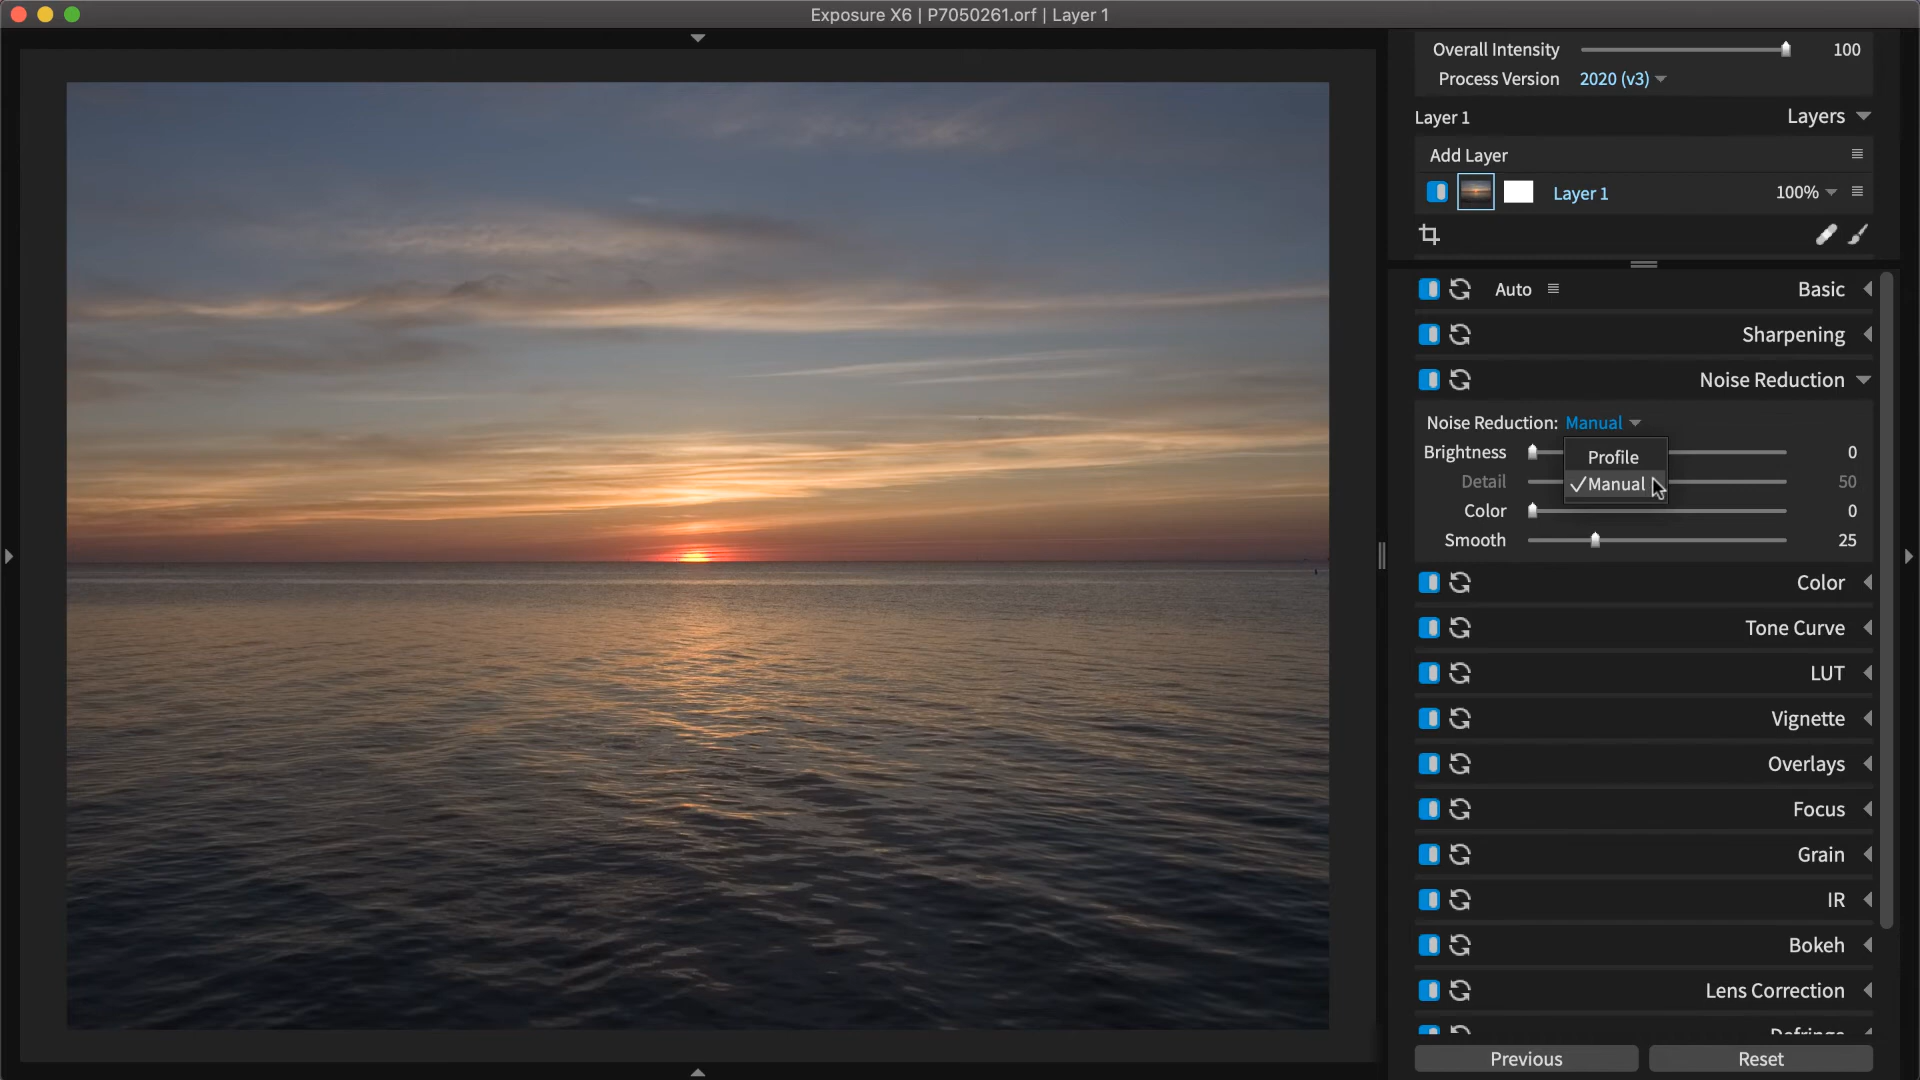 Exposure X6 | P7050261.orf | Layer 1
Overall Intensity 100
Process Version 2020 (v3)
Layer 1 Layers
Add Layer
Layer 1 100%
Auto Basic
Sharpening
Noise Reduction
Noise Reduction: Manual
Brightness 0
Profile
Detail 50
✓Manual
Color 0
Smooth 25
Color
Tone Curve
LUT
Vignette
Overlays
Focus
Grain
IR
Bokeh
Lens Correction
Defringe
Previous Reset